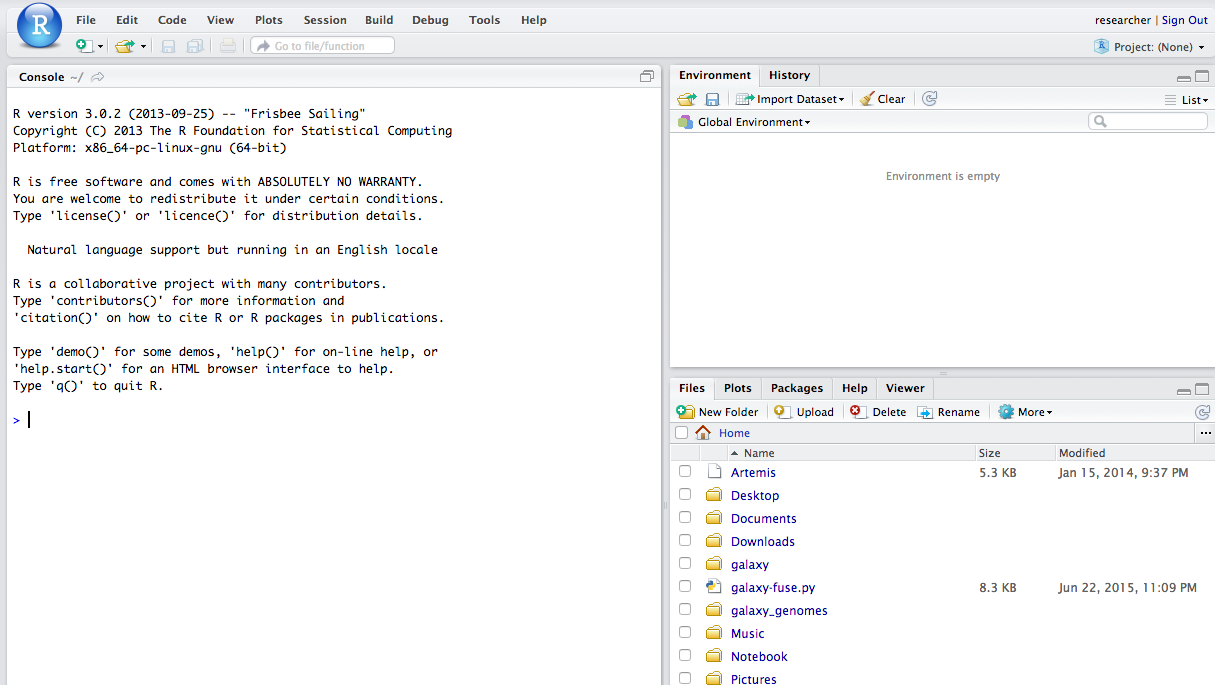 R
File Edit Code View Plots Session Build Debug Tools Help
researcher | Sign Out
Go to file/function
Project: (None)
Console ~/
R version 3.0.2 (2013-09-25) -- "Frisbee Sailing"
Copyright (C) 2013 The R Foundation for Statistical Computing
Platform: x86_64-pc-linux-gnu (64-bit)
R is free software and comes with ABSOLUTELY NO WARRANTY.
You are welcome to redistribute it under certain conditions.
Type 'license()' or 'licence()' for distribution details.
Natural language support but running in an English locale
R is a collaborative project with many contributors.
Type 'contributors()' for more information and
'citation()' on how to cite R or R packages in publications.
Type 'demo()' for some demos, 'help()' for on-line help, or
'help.start()' for an HTML browser interface to help.
Type 'q()' to quit R.
>
Environment History
Import Dataset Clear List
Global Environment
Environment is empty
Files Plots Packages Help Viewer
New Folder Upload Delete Rename More
Home ...
Name Size Modified
Artemis 5.3 KB Jan 15, 2014, 9:37 PM
Desktop
Documents
Downloads
galaxy
galaxy-fuse.py 8.3 KB Jun 22, 2015, 11:09 PM
galaxy_genomes
Music
Notebook
Pictures